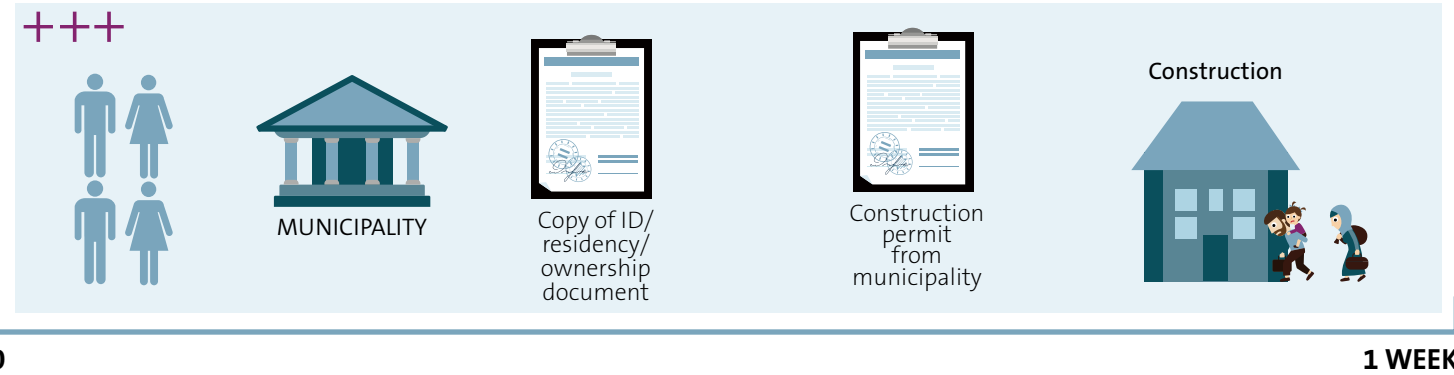 +++
Construction
MUNICIPALITY
Copy of ID/
residency/
ownership
document
Construction
permit
from
municipality
0
1 WEEK